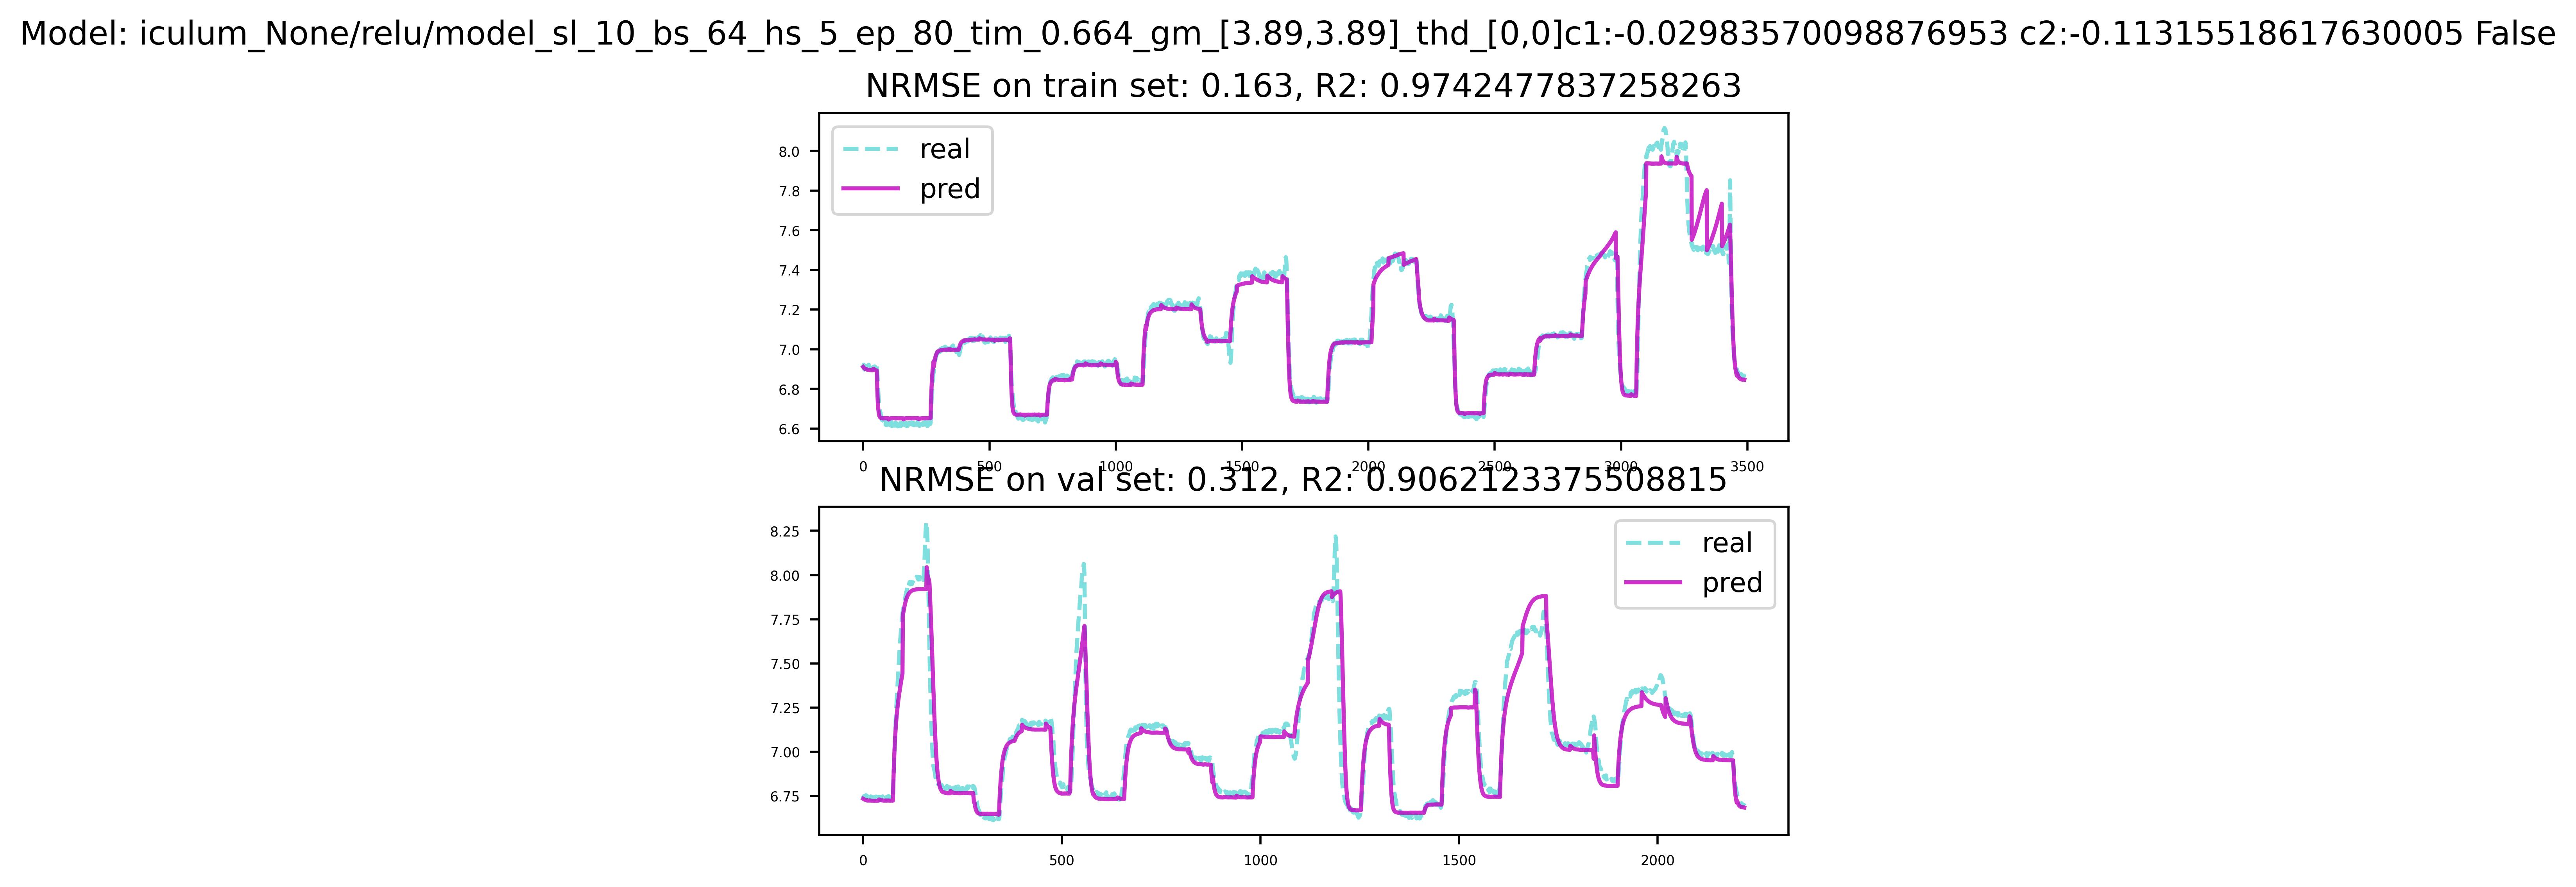 Model: iculum_None/relu/model_sl_10_bs_64_hs_5_ep_80_tim_0.664_gm_[3.89,3.89]_thd_[0,0]c1:-0.02983570098876953 c2:-0.11315518617630005 False
NRMSE on train set: 0.163, R2: 0.9742477837258263
real
pred
8.0
7.8
7.6
7.4
7.2
7.0
6.8
6.6
0 500 1000 1500 2000 2500 3000 3500
NRMSE on val set: 0.312, R2: 0.9062123375508815
real
pred
8.25
8.00
7.75
7.50
7.25
7.00
6.75
0 500 1000 1500 2000